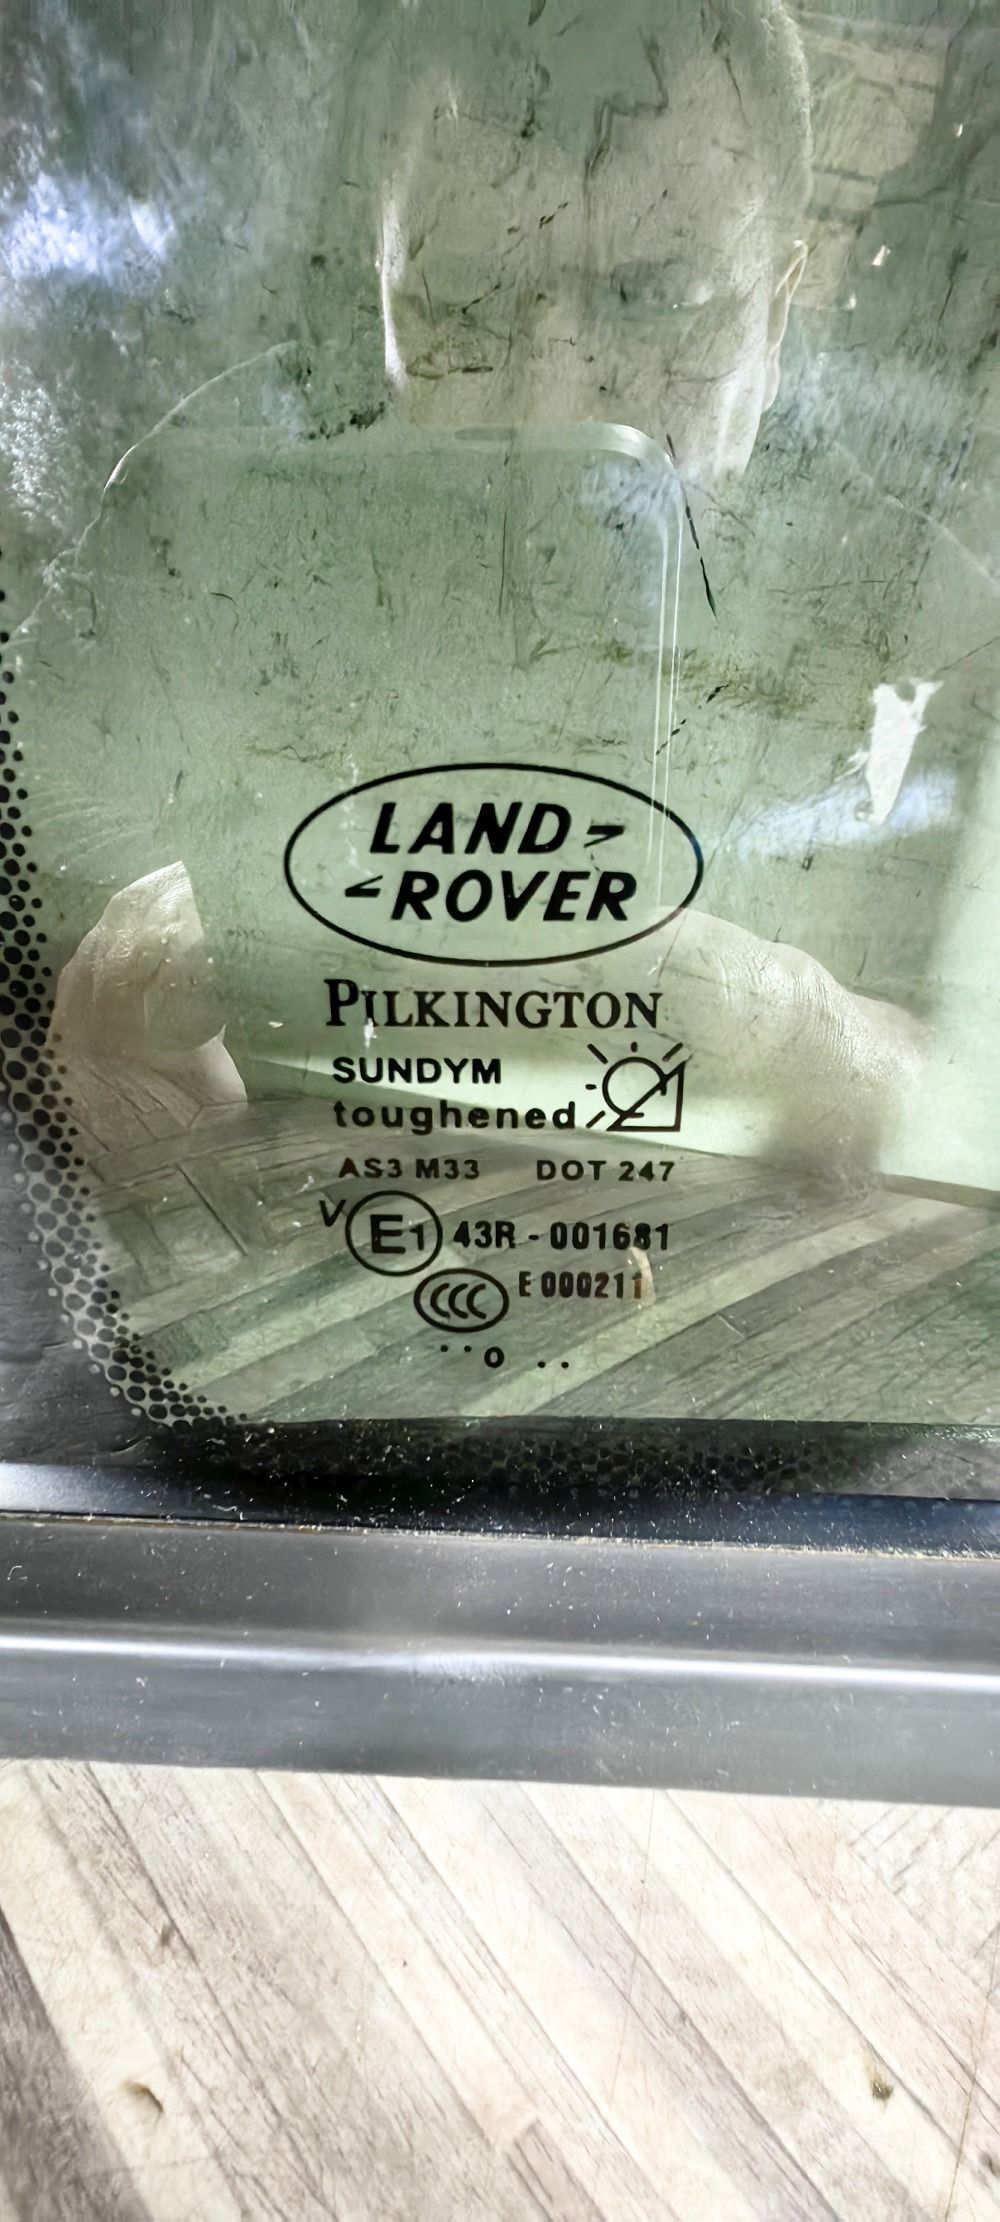 LAND
ROVER
PILKINGTON
SUNDYM
toughened
AS3 M33 DOT 247
V E1 43R - 001681
CCC E 000211
..o ..